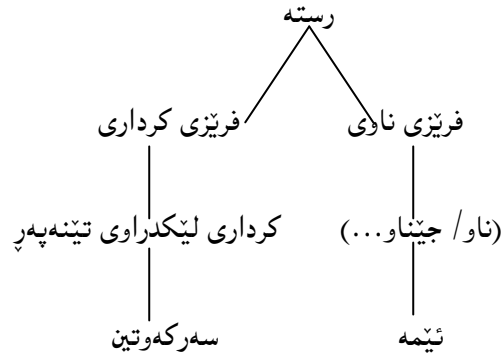 رستە
فرێزی ناوی فرێزی کرداری
(ناو/ جێناو...) کرداری لێکدراوی تێنەپەڕ
ئێمە سەرکەوتین